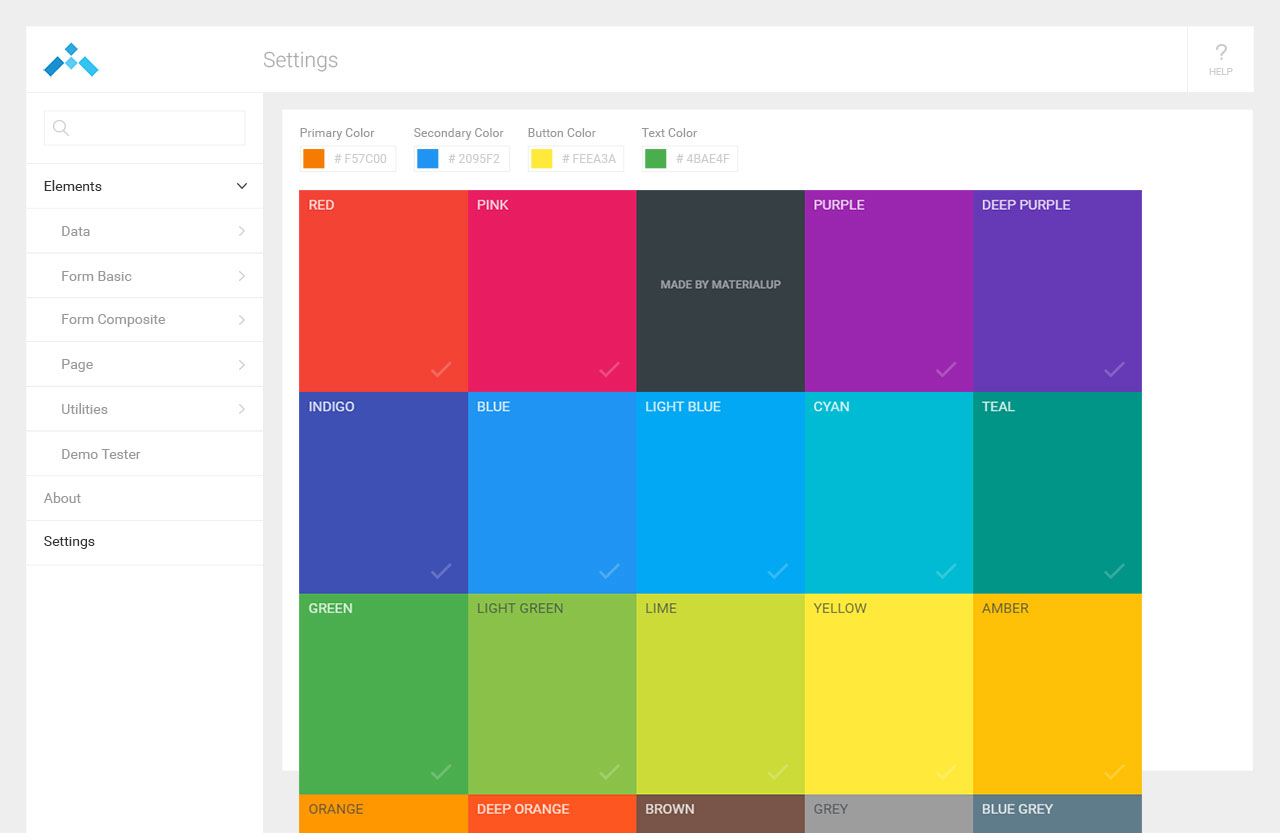 Settings
?
HELP
Elements
Data
Form Basic
Form Composite
Page
Utilities
Demo Tester
About
Settings
Primary Color
Secondary Color
Button Color
Text Color
# F57C00
# 2095F2
# FEEA3A
# 4BAE4F
RED
PINK
MADE BY MATERIALUP
PURPLE
DEEP PURPLE
INDIGO
BLUE
LIGHT BLUE
CYAN
TEAL
GREEN
LIGHT GREEN
LIME
YELLOW
AMBER
ORANGE
DEEP ORANGE
BROWN
GREY
BLUE GREY